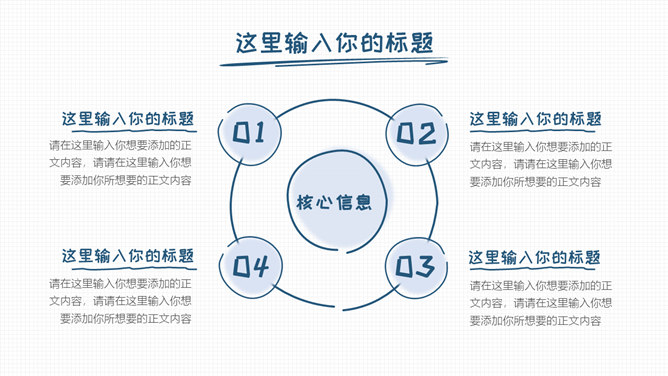 这里输入你的标题
这里输入你的标题
请在这里输入你想要添加的正
文内容，请请在这里输入你想
要添加你所想要的正文内容
01
02
这里输入你的标题
请在这里输入你想要添加的正
文内容，请请在这里输入你想
要添加你所想要的正文内容
核心信息
这里输入你的标题
请在这里输入你想要添加的正
文内容，请请在这里输入你想
要添加你所想要的正文内容
04
03
这里输入你的标题
请在这里输入你想要添加的正
文内容，请请在这里输入你想
要添加你所想要的正文内容